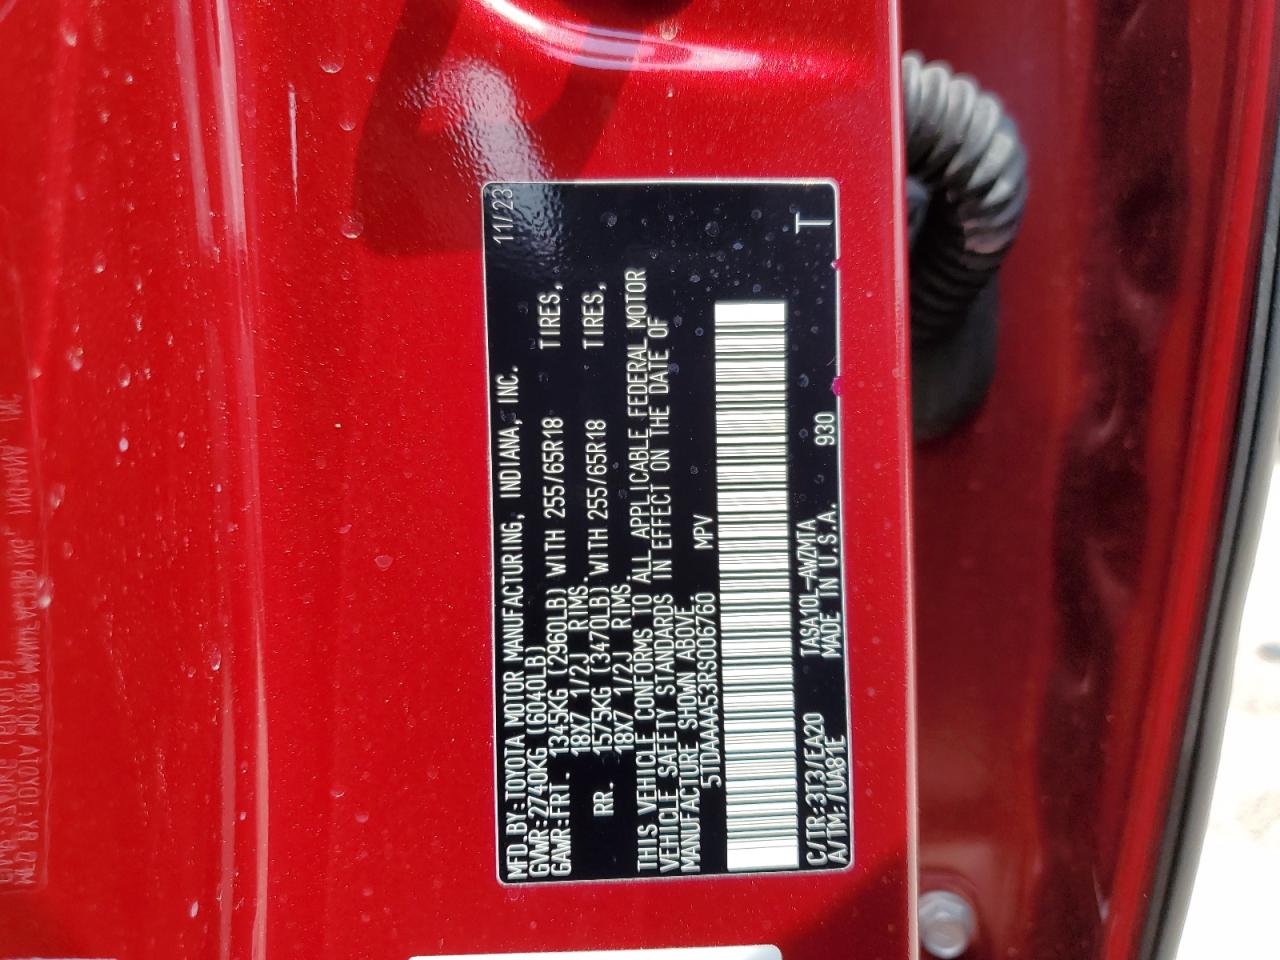 11/23
MFD. BY: TOYOTA MOTOR MANUFACTURING, INDIANA, INC.
GVWR: 2740KG (6040LB)
GAWR: FRT. 1345KG (2960LB) WITH 255/65R18 TIRES,
18X7 1/2J RIMS.
RR. 1575KG (3470LB) WITH 255/65R18 TIRES,
18X7 1/2J RIMS.
THIS VEHICLE CONFORMS TO ALL APPLICABLE FEDERAL MOTOR
VEHICLE SAFETY STANDARDS IN EFFECT ON THE DATE OF
MANUFACTURE SHOWN ABOVE.
5TDAAAA53RS006760 MPV
C/TR: 3T3/EA20 TASA10L-AWZMTA 930 T
A/TM: /UA81E MADE IN U.S.A.